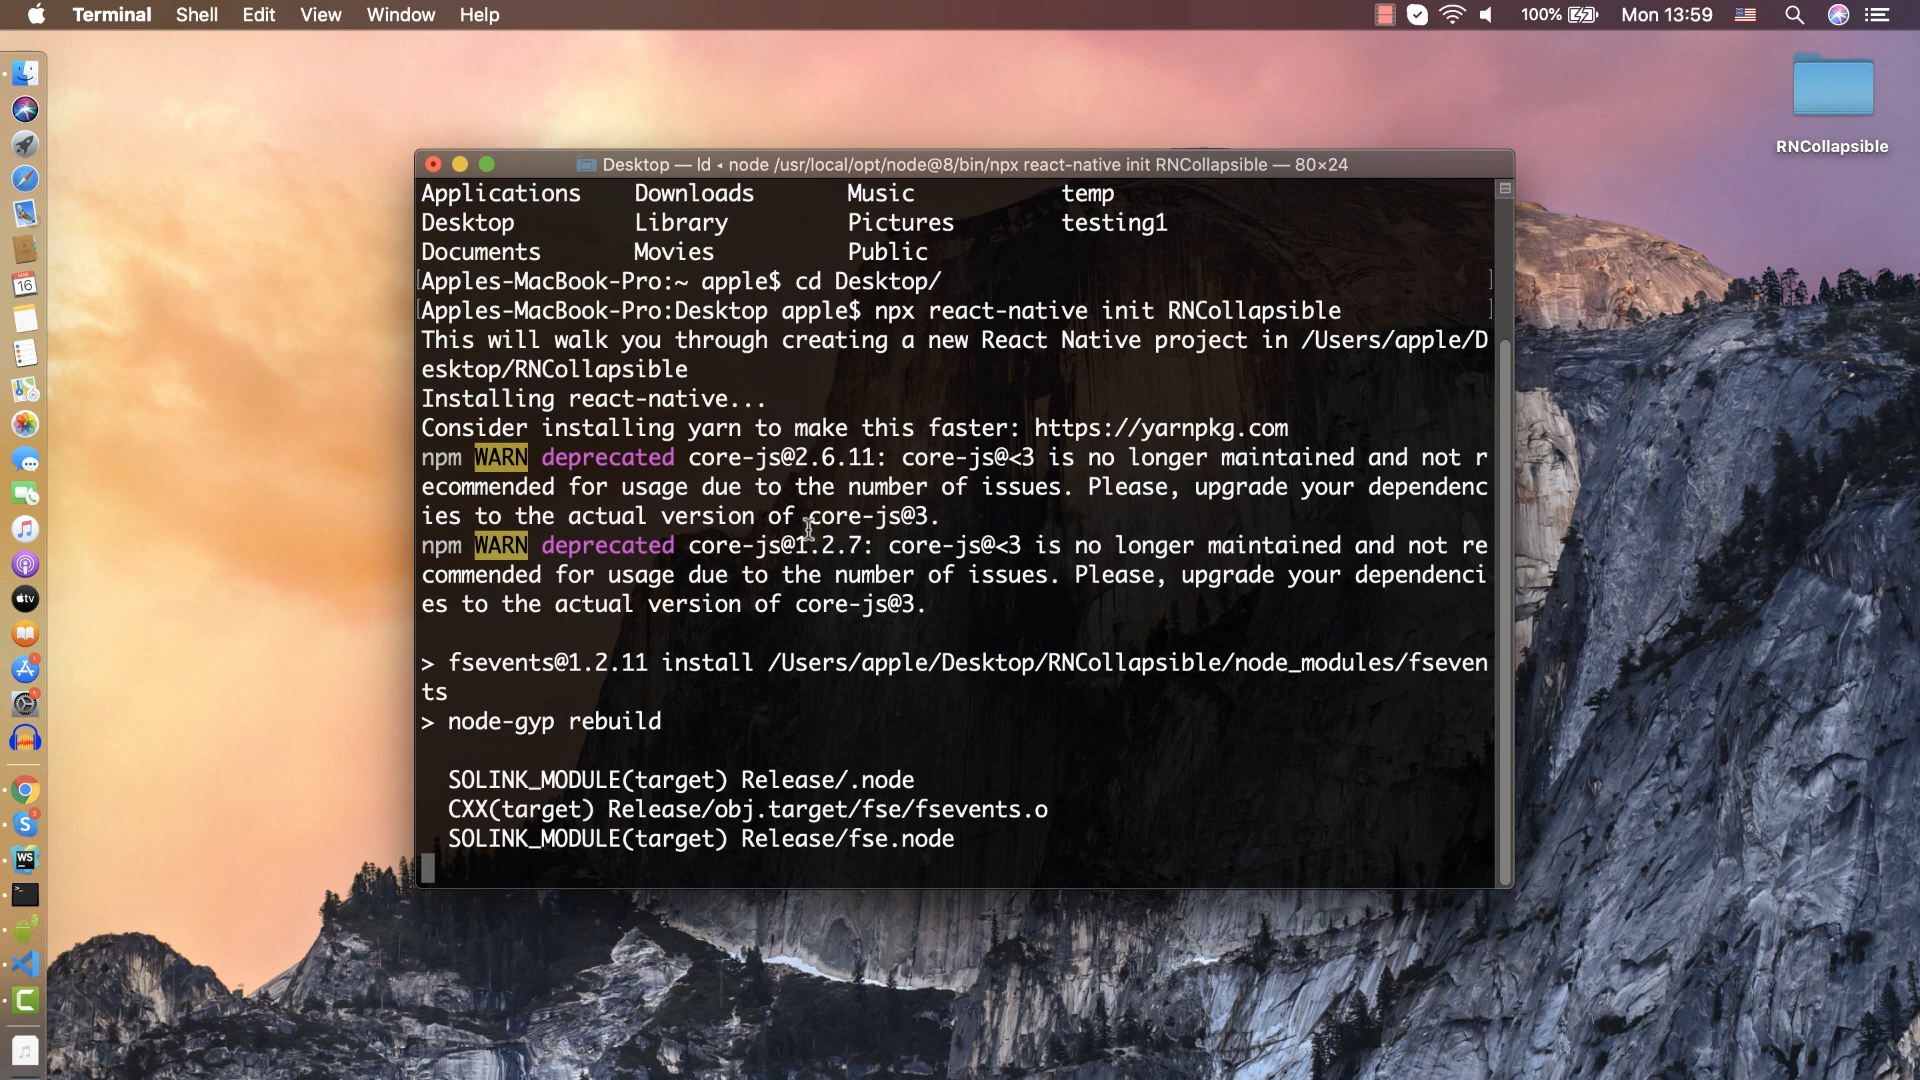 Terminal Shell Edit View Window Help 100% Mon 13:59
RNCollapsible
Desktop — ld ◂ node /usr/local/opt/node@8/bin/npx react-native init RNCollapsible — 80×24
Applications Downloads Music temp
Desktop Library Pictures testing1
Documents Movies Public
[Apples-MacBook-Pro:~ apple$ cd Desktop/ ]
[Apples-MacBook-Pro:Desktop apple$ npx react-native init RNCollapsible ]
This will walk you through creating a new React Native project in /Users/apple/D
esktop/RNCollapsible
Installing react-native...
Consider installing yarn to make this faster: https://yarnpkg.com
npm WARN deprecated core-js@2.6.11: core-js@<3 is no longer maintained and not r
ecommended for usage due to the number of issues. Please, upgrade your dependenc
ies to the actual version of core-js@3.
npm WARN deprecated core-js@1.2.7: core-js@<3 is no longer maintained and not re
commended for usage due to the number of issues. Please, upgrade your dependenci
es to the actual version of core-js@3.
> fsevents@1.2.11 install /Users/apple/Desktop/RNCollapsible/node_modules/fseven
ts
> node-gyp rebuild
SOLINK_MODULE(target) Release/.node
CXX(target) Release/obj.target/fse/fsevents.o
SOLINK_MODULE(target) Release/fse.node
16
tv
S
2
WS